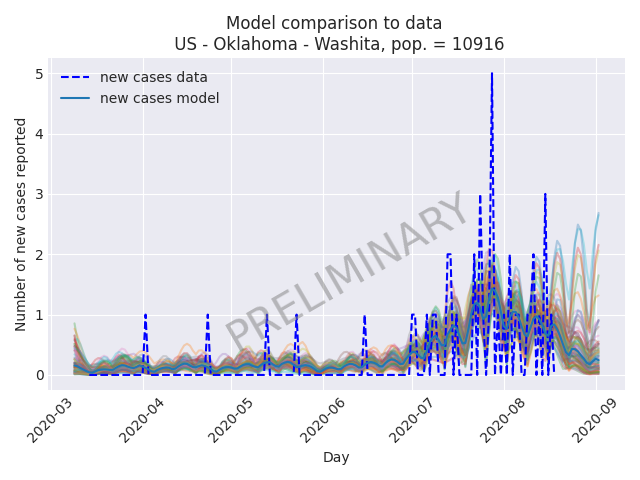 Model comparison to data
US - Oklahoma - Washita, pop. = 10916
new cases data
new cases model
Number of new cases reported
5
4
3
2
1
0
PRELIMINARY
2020-03
2020-04
2020-05
2020-06
2020-07
2020-08
2020-09
Day